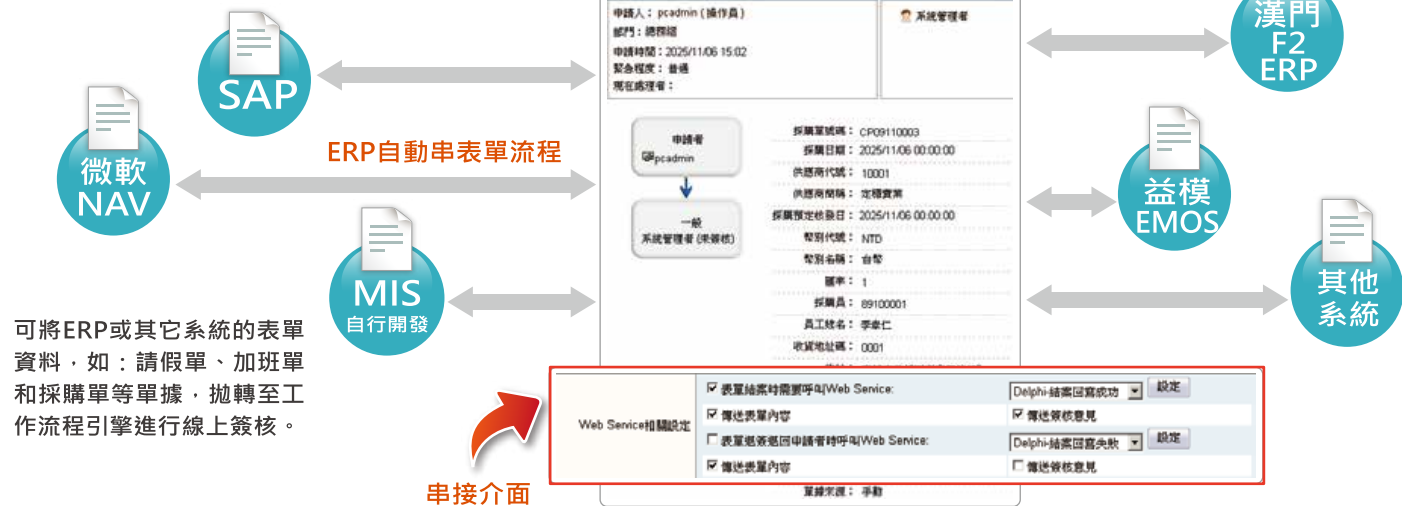 SAP
微軟
NAV
MIS
自行開發
ERP自動串表單流程
可將ERP或其它系統的表單
資料，如：請假單、加班單
和採購單等單據，拋轉至工
作流程引擎進行線上簽核。
申請人： pcadmin (操作員)
部門：總務組
申請時間：2025/11/06 15:02
緊急程度： 普通
現在處理者：
系統管理者
申請者
pcadmin
一般
系統管理者 (未簽核)
採購單號碼： CP09110003
採購日期： 2025/11/06 00:00:00
供應商代號： 10001
供應商簡稱： 定穩實業
採購預定核發日： 2025/11/06 00:00:00
幣別代號： NTD
幣別名稱： 台幣
匯率： 1
採購員： 89100001
員工姓名：
收貨地址碼： 0001
Web Service相關設定
表單結案時需要呼叫Web Service:
Delphi-結案回寫成功
設定
傳送表單內容
傳送簽核意見
表單退簽退回申請者時呼叫Web Service:
Delphi-結案回寫失敗
設定
傳送表單內容
傳送簽核意見
單據來源： 手動
串接介面
漢門
F2
ERP
益模
EMOS
其他
系統